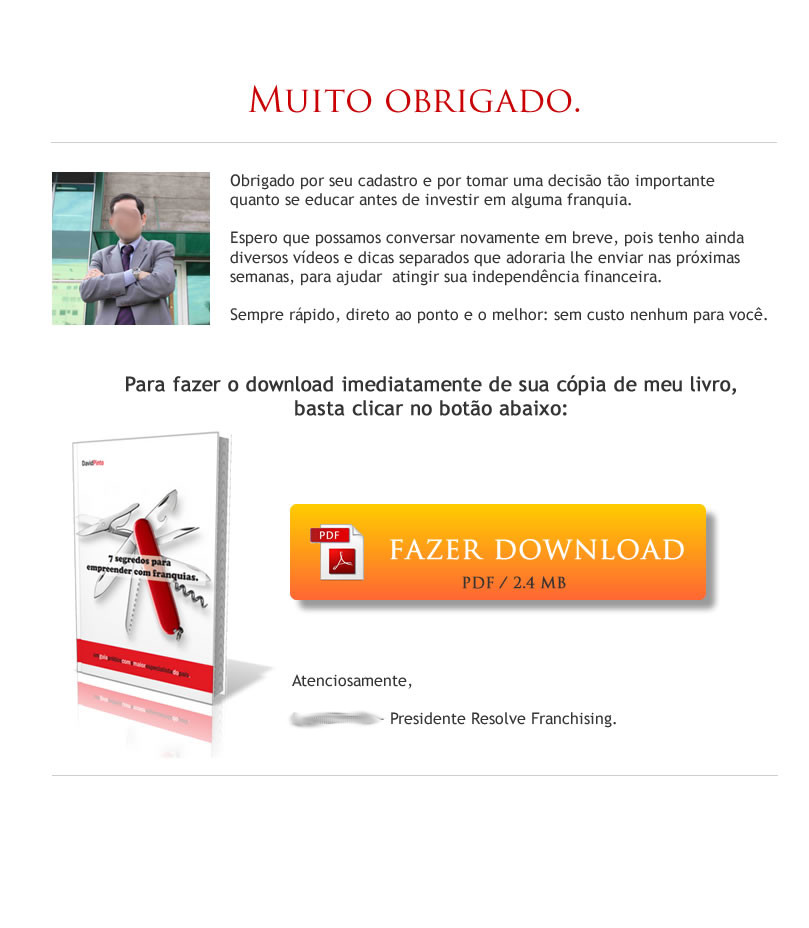 Muito obrigado.
Obrigado por seu cadastro e por tomar uma decisão tão importante
quanto se educar antes de investir em alguma franquia.
Espero que possamos conversar novamente em breve, pois tenho ainda
diversos vídeos e dicas separados que adoraria lhe enviar nas próximas
semanas, para ajudar atingir sua independência financeira.
Sempre rápido, direto ao ponto e o melhor: sem custo nenhum para você.
Para fazer o download imediatamente de sua cópia de meu livro,
basta clicar no botão abaixo:
DavidPinto
7 segredos para
empreender com franquias.
PDF
FAZER DOWNLOAD
PDF / 2.4 MB
Atenciosamente,
- Presidente Resolve Franchising.